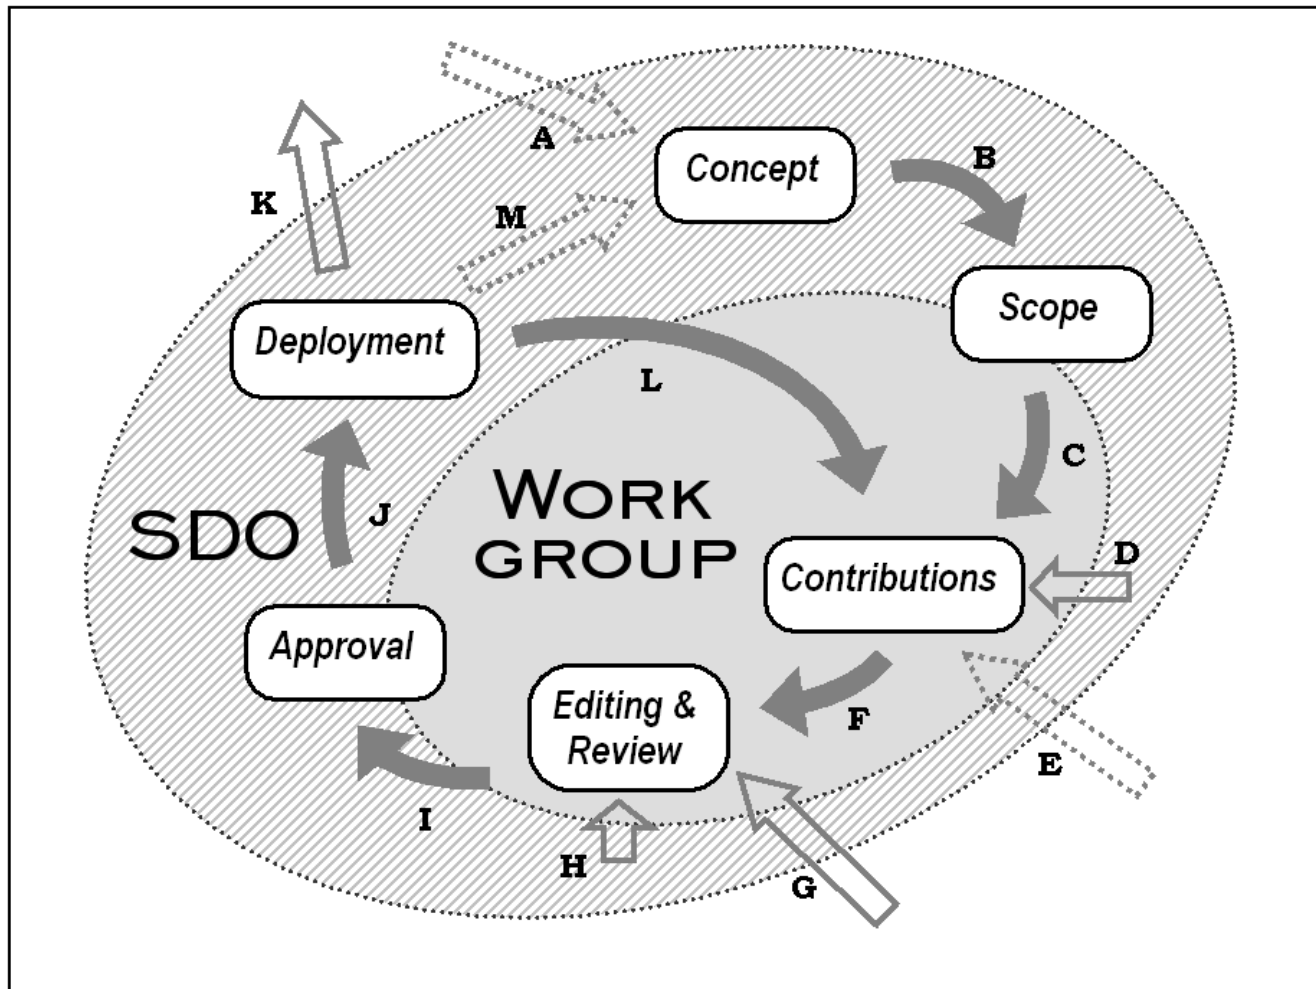 A
Concept
B
K
M
Scope
Deployment
L
C
WORK
GROUP
SDO
J
D
Contributions
Approval
Editing &
Review
F
E
I
H
G